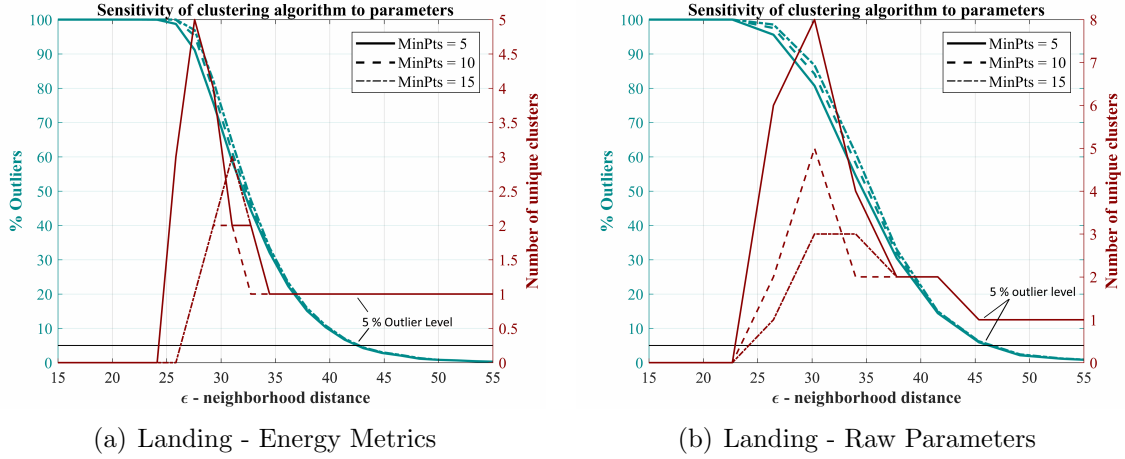 Sensitivity of clustering algorithm to parameters
MinPts = 5
MinPts = 10
MinPts = 15
100
90
80
70
60
50
40
30
20
10
0
% Outliers
5
4.5
4
3.5
3
2.5
2
1.5
1
0.5
0
Number of unique clusters
5 % Outlier Level
15 20 25 30 35 40 45 50 55
ϵ - neighborhood distance
(a) Landing - Energy Metrics
Sensitivity of clustering algorithm to parameters
MinPts = 5
MinPts = 10
MinPts = 15
100
90
80
70
60
50
40
30
20
10
0
% Outliers
8
7
6
5
4
3
2
1
0
Number of unique clusters
5 % outlier level
15 20 25 30 35 40 45 50 55
ϵ - neighborhood distance
(b) Landing - Raw Parameters